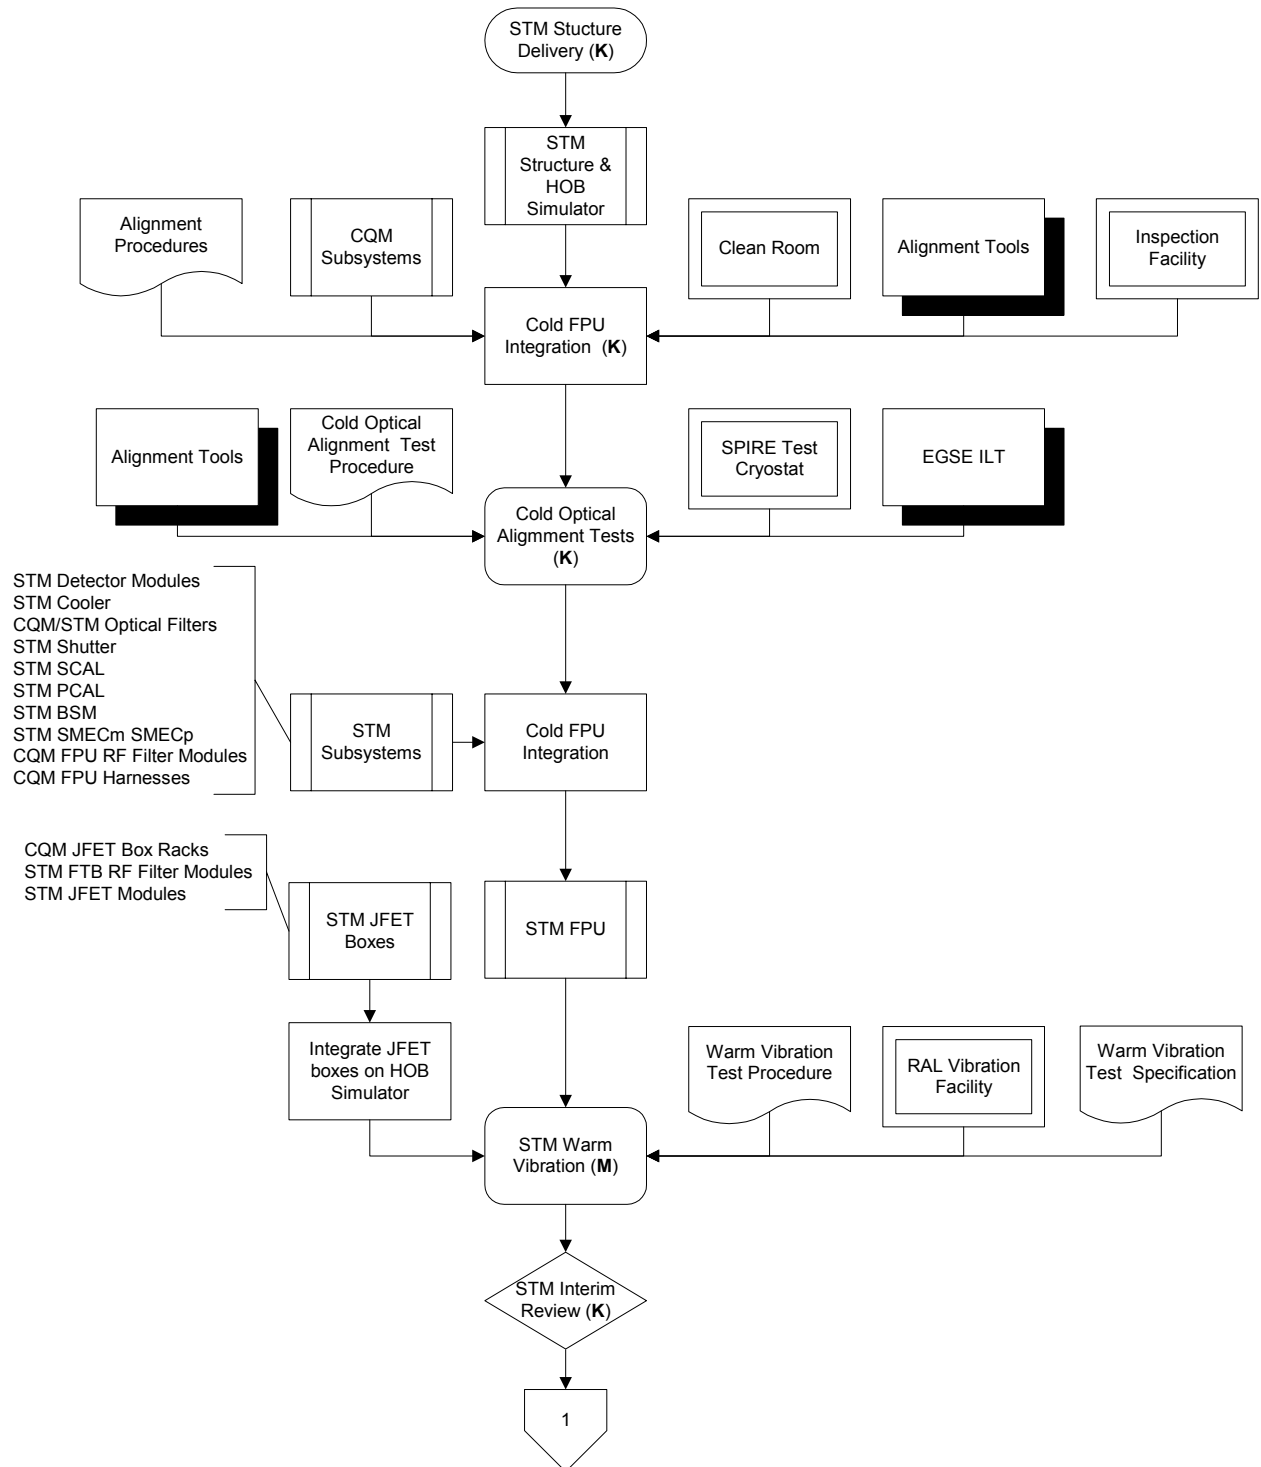 STM Stucture
Delivery (K)
STM
Structure &
HOB
Simulator
Alignment
Procedures
CQM
Subsystems
Clean Room
Alignment Tools
Inspection
Facility
Cold FPU
Integration (K)
Alignment Tools
Cold Optical
Alignment Test
Procedure
SPIRE Test
Cryostat
EGSE ILT
Cold Optical
Alignmment Tests
(K)
STM Detector Modules
STM Cooler
CQM/STM Optical Filters
STM Shutter
STM SCAL
STM PCAL
STM BSM
STM SMECm SMECp
CQM FPU RF Filter Modules
CQM FPU Harnesses
STM
Subsystems
Cold FPU
Integration
CQM JFET Box Racks
STM FTB RF Filter Modules
STM JFET Modules
STM JFET
Boxes
STM FPU
Integrate JFET
boxes on HOB
Simulator
Warm Vibration
Test Procedure
RAL Vibration
Facility
Warm Vibration
Test Specification
STM Warm
Vibration (M)
STM Interim
Review (K)
1